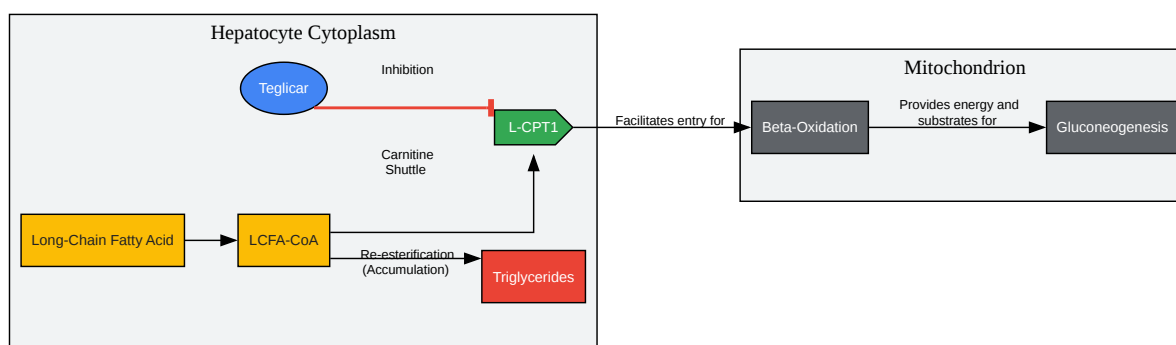 Hepatocyte Cytoplasm
Teglicar
Inhibition
L-CPT1
Carnitine
Shuttle
Long-Chain Fatty Acid
LCFA-CoA
Re-esterification
(Accumulation)
Triglycerides
Facilitates entry for
Mitochondrion
Beta-Oxidation
Provides energy and
substrates for
Gluconeogenesis